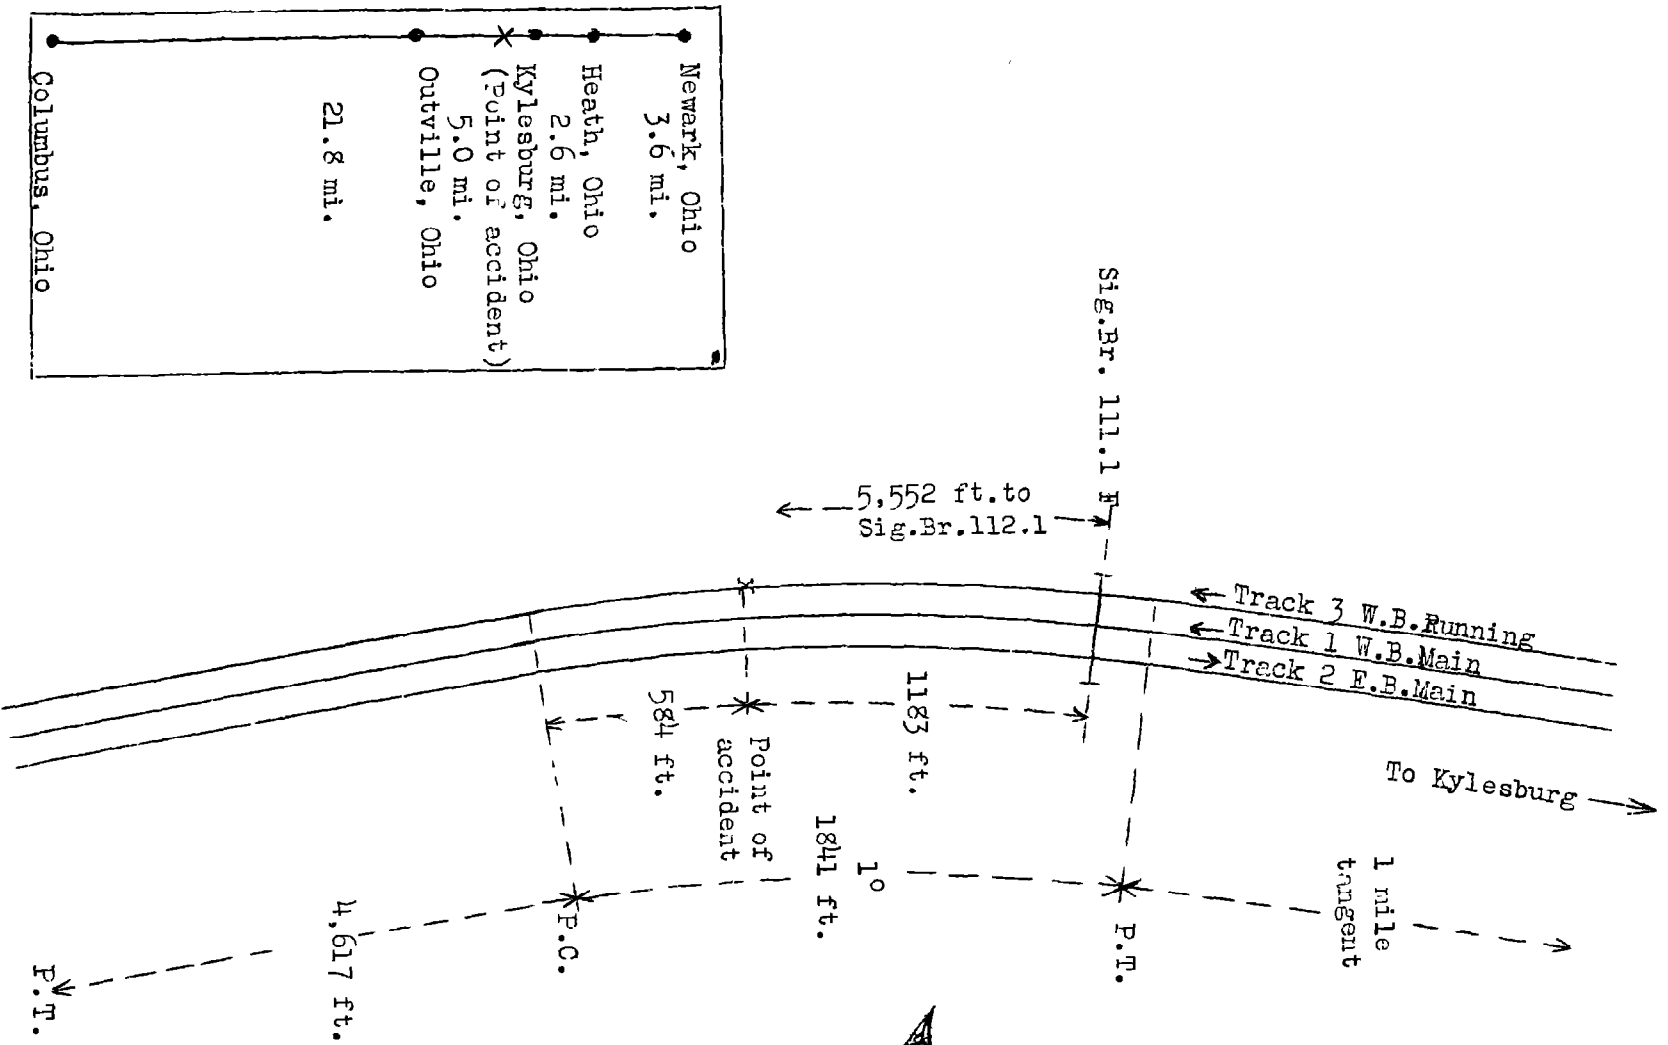 Newark, Ohio
3.6 mi.
Heath, Ohio
2.6 mi.
Kylesburg, Ohio
(Point of accident)
5.0 mi.
Outville, Ohio
21.8 mi.
Columbus, Ohio
Sig.Br. 111.1
5,552 ft.to
Sig.Br.112.1
Track 3 W.B.Running
Track 1 W.B.Main
Track 2 E.B.Main
To Kylesburg
1183 ft.
584 ft.
Point of
accident
1°
1841 ft.
1 mile
tangent
P.T.
P.C.
4,617 ft.
P.T.